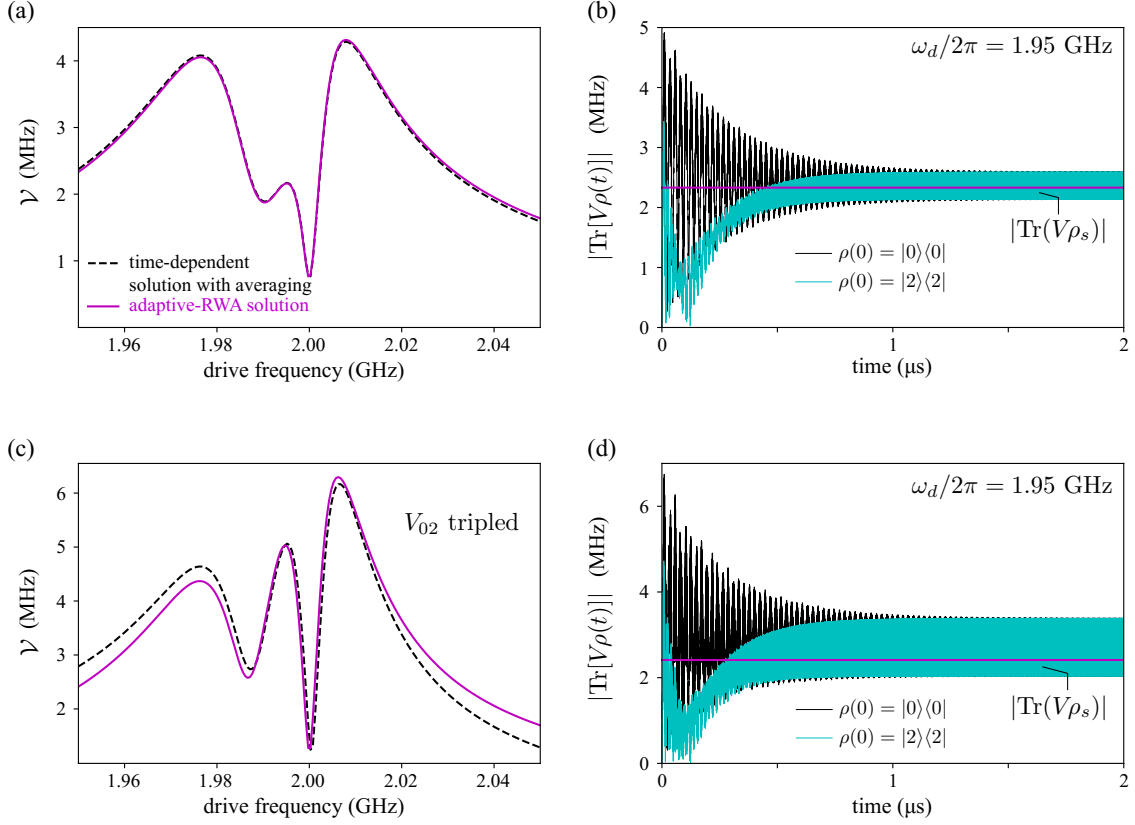 (a)
4
3
2
1
𝒱 (MHz)
time-dependent
solution with averaging
adaptive-RWA solution
1.96
1.98
2.00
2.02
2.04
drive frequency (GHz)
(b)
5
4
3
2
1
0
|Tr[Vρ(t)]| (MHz)
ω_d/2π = 1.95 GHz
|Tr(Vρ_s)|
ρ(0) = |0⟩⟨0|
ρ(0) = |2⟩⟨2|
0
1
2
time (μs)
(c)
6
5
4
3
2
𝒱 (MHz)
V₀₂ tripled
1.96
1.98
2.00
2.02
2.04
drive frequency (GHz)
(d)
6
4
2
0
|Tr[Vρ(t)]| (MHz)
ω_d/2π = 1.95 GHz
|Tr(Vρ_s)|
ρ(0) = |0⟩⟨0|
ρ(0) = |2⟩⟨2|
0
1
2
time (μs)